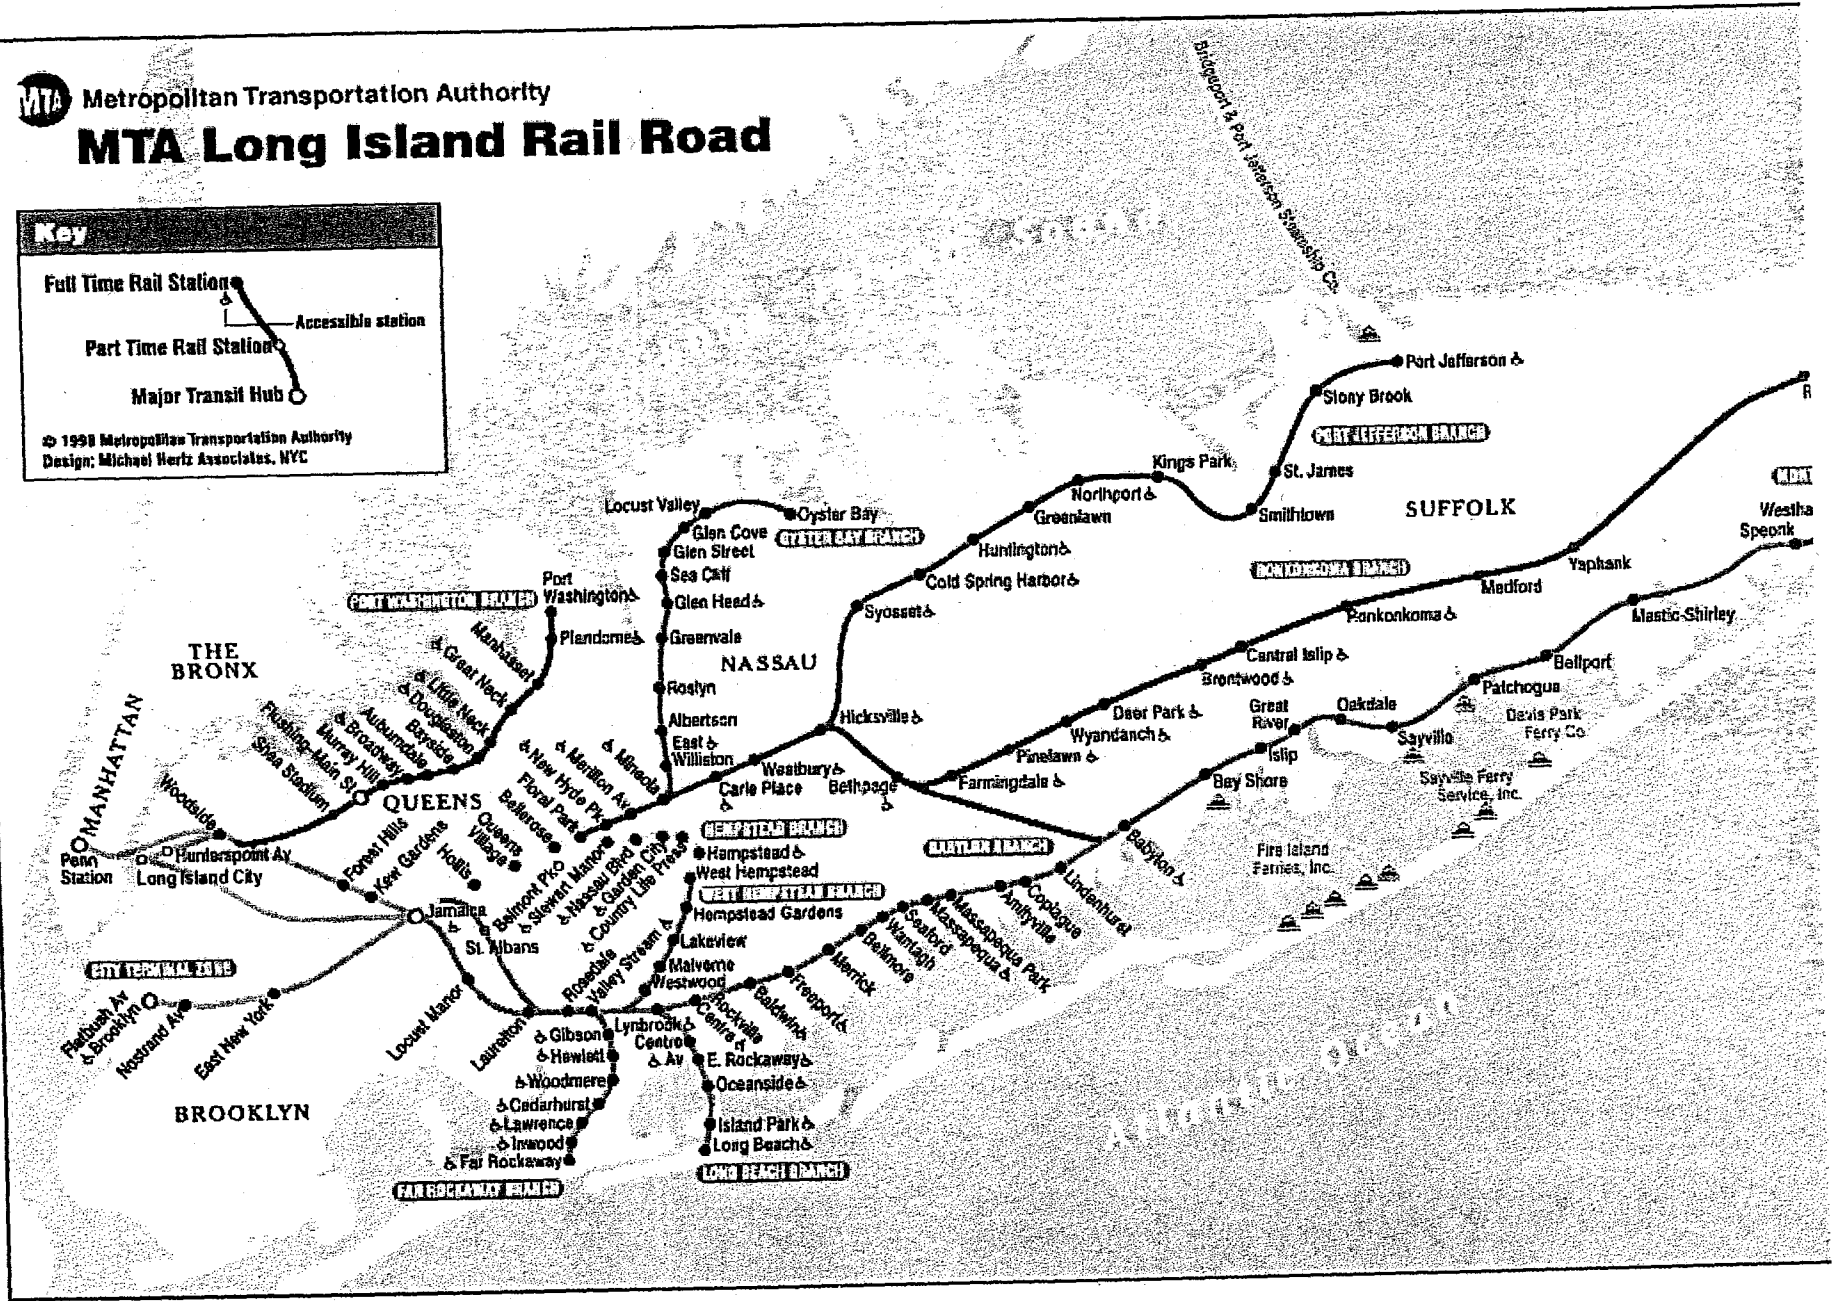 MTA
Metropolitan Transportation Authority
MTA Long Island Rail Road
Key
Full Time Rail Station
Accessible station
Part Time Rail Station
Major Transit Hub
© 1998 Metropolitan Transportation Authority
Design: Michael Hertz Associates, NYC
Bridgeport & Port Jefferson Steamship Co.
Sound
Port Jefferson
Stony Brook
PORT JEFFERSON BRANCH
St. James
Kings Park
Northport
Smithtown
Greenlawn
Huntington
Cold Spring Harbor
Syosset
SUFFOLK
R
Westha
Speonk
RONKONKOMA BRANCH
Yaphank
Medford
Ronkonkoma
Mastic-Shirley
Central Islip
Brentwood
Bellport
Patchogue
Deer Park
Wyandanch
Pinelawn
Farmingdale
Great
River
Oakdale
Sayville
Islip
Bay Shore
Davis Park
Ferry Co.
Sayville Ferry
Service, Inc.
Fire Island
Ferries, Inc.
Locust Valley
Oyster Bay
OYSTER BAY BRANCH
Glen Cove
Glen Street
Sea Cliff
Glen Head
Greenvale
NASSAU
Roslyn
Albertson
East
Williston
Hicksville
Westbury
Carle Place
Bethpage
Port
Washington
PORT WASHINGTON BRANCH
Plandome
Manhasset
Great Neck
Little Neck
Douglaston
Bayside
Auburndale
Broadway
Murray Hill
Flushing-Main St
Shea Stadium
THE
BRONX
MANHATTAN
QUEENS
Woodside
Penn
Station
Hunterspoint Av
Long Island City
Forest Hills
Kew Gardens
Jamaica
Hollis
Queens
Village
Bellerose
Floral Park
New Hyde Pk
Merillon Av
Mineola
Belmont Pk
Stewart Manor
Nassau Blvd
Garden City
Country Life Press
HEMPSTEAD BRANCH
Hempstead
West Hempstead
WEST HEMPSTEAD BRANCH
Hempstead Gardens
Lakeview
Malverne
Westwood
BABYLON BRANCH
Babylon
Lindenhurst
Copiague
Amityville
Massapequa Park
Massapequa
Seaford
Wantagh
Bellmore
Merrick
Freeport
Baldwin
Rockville
Centre
Lynbrook
St. Albans
Locust Manor
Laurelton
Rosedale
Valley Stream
CITY TERMINAL ZONE
Flatbush Av
Brooklyn
Nostrand Av
East New York
BROOKLYN
Gibson
Hewlett
Woodmere
Cedarhurst
Lawrence
Inwood
Far Rockaway
FAR ROCKAWAY BRANCH
Centre
Av
E. Rockaway
Oceanside
Island Park
Long Beach
LONG BEACH BRANCH
Atlantic Ocean